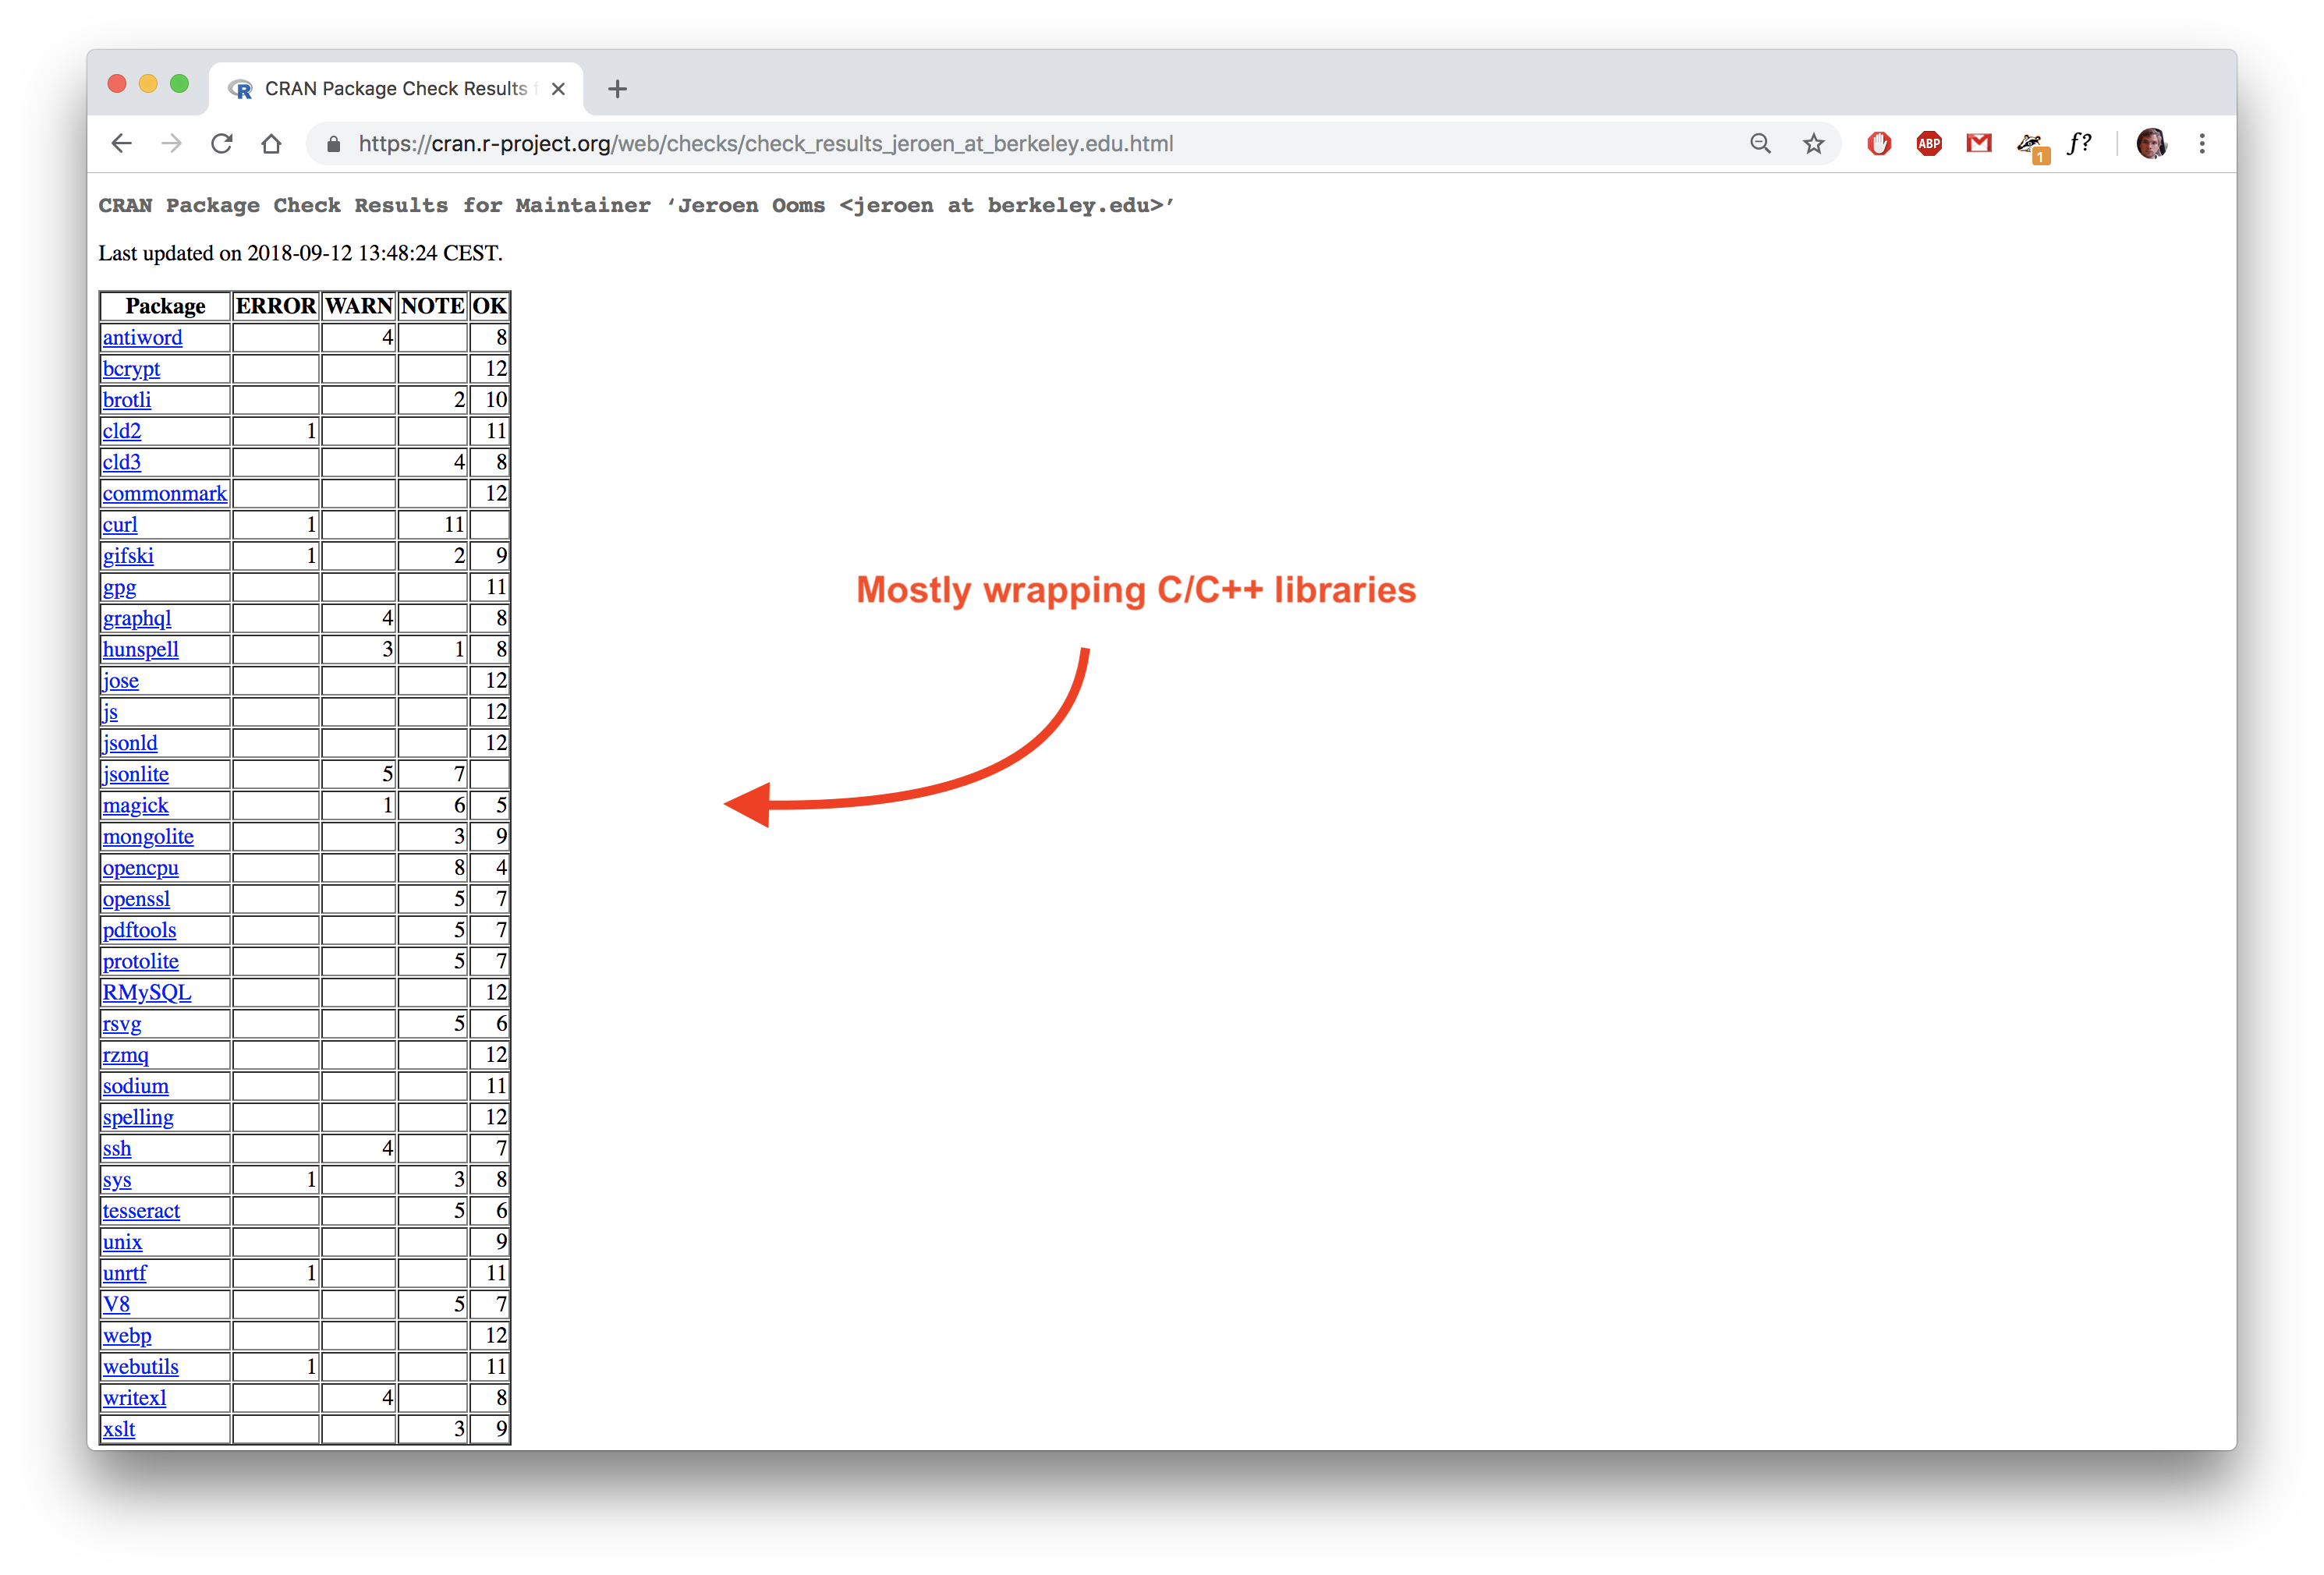 CRAN Package Check Results f
https://cran.r-project.org/web/checks/check_results_jeroen_at_berkeley.edu.html
ABP
1
f?
CRAN Package Check Results for Maintainer ‘Jeroen Ooms <jeroen at berkeley.edu>’
Last updated on 2018-09-12 13:48:24 CEST.
Package ERROR WARN NOTE OK
antiword 4 8
bcrypt 12
brotli 2 10
cld2 1 11
cld3 4 8
commonmark 12
curl 1 11
gifski 1 2 9
gpg 11
graphql 4 8
hunspell 3 1 8
jose 12
js 12
jsonld 12
jsonlite 5 7
magick 1 6 5
mongolite 3 9
opencpu 8 4
openssl 5 7
pdftools 5 7
protolite 5 7
RMySQL 12
rsvg 5 6
rzmq 12
sodium 11
spelling 12
ssh 4 7
sys 1 3 8
tesseract 5 6
unix 9
unrtf 1 11
V8 5 7
webp 12
webutils 1 11
writexl 4 8
xslt 3 9
Mostly wrapping C/C++ libraries